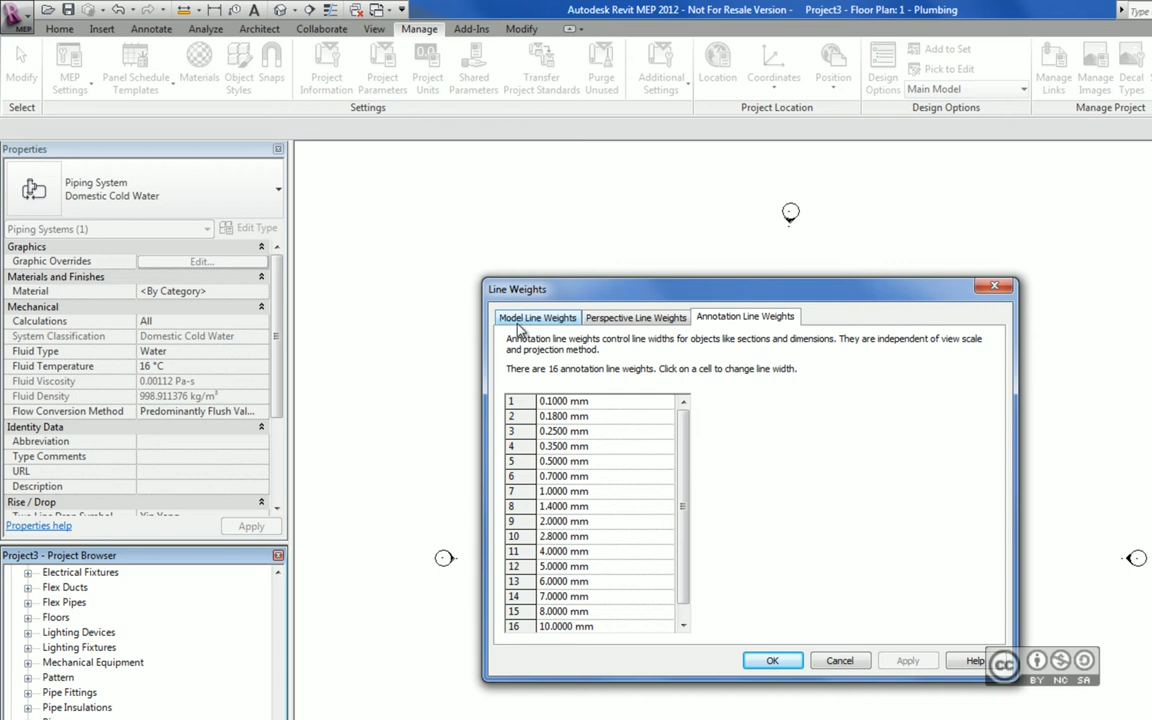 Autodesk Revit MEP 2012 - Not For Resale Version - Project3 - Floor Plan: 1 - Plumbing
Type
MEP
Home Insert Annotate Analyze Architect Collaborate View Manage Add-Ins Modify
Modify
MEP Settings
Panel Schedule Templates
Materials
Object Styles
Snaps
Project Information
Project Parameters
Project Units
Shared Parameters
Transfer Project Standards
Purge Unused
Additional Settings
Location
Coordinates
Position
Design Options
Add to Set
Pick to Edit
Main Model
Manage Links
Manage Images
Decal Types
Select
Settings
Project Location
Design Options
Manage Project
Properties
Piping System
Domestic Cold Water
Piping Systems (1)
Edit Type
Graphics
Graphic Overrides Edit...
Materials and Finishes
Material <By Category>
Mechanical
Calculations All
System Classification Domestic Cold Water
Fluid Type Water
Fluid Temperature 16 °C
Fluid Viscosity 0.00112 Pa-s
Fluid Density 998.911376 kg/m³
Flow Conversion Method Predominantly Flush Val...
Identity Data
Abbreviation
Type Comments
URL
Description
Rise / Drop
Properties help
Apply
Project3 - Project Browser
Electrical Fixtures
Flex Ducts
Flex Pipes
Floors
Lighting Devices
Lighting Fixtures
Mechanical Equipment
Pattern
Pipe Fittings
Pipe Insulations
Line Weights
Model Line Weights Perspective Line Weights Annotation Line Weights
Annotation line weights control line widths for objects like sections and dimensions. They are independent of view scale
and projection method.
There are 16 annotation line weights. Click on a cell to change line width.
1 0.1000 mm
2 0.1800 mm
3 0.2500 mm
4 0.3500 mm
5 0.5000 mm
6 0.7000 mm
7 1.0000 mm
8 1.4000 mm
9 2.0000 mm
10 2.8000 mm
11 4.0000 mm
12 5.0000 mm
13 6.0000 mm
14 7.0000 mm
15 8.0000 mm
16 10.0000 mm
OK Cancel Apply Help
cc
BY NC SA